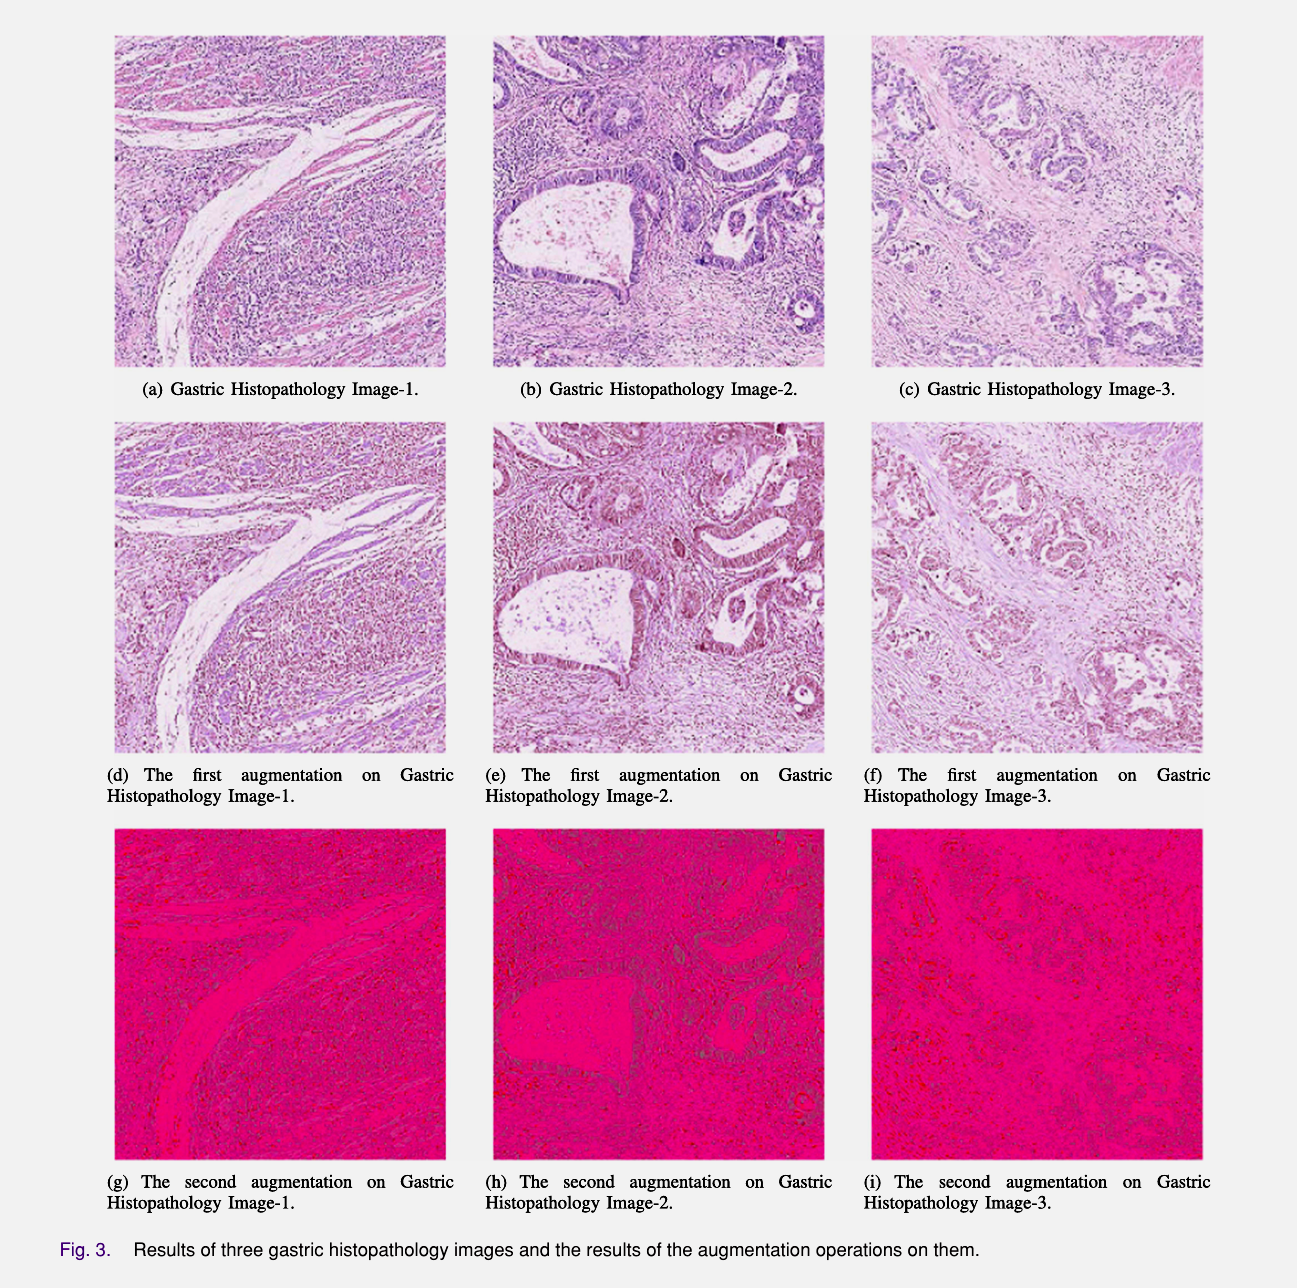 (a) Gastric Histopathology Image-1.
(b) Gastric Histopathology Image-2.
(c) Gastric Histopathology Image-3.
(d) The first augmentation on Gastric
Histopathology Image-1.
(e) The first augmentation on Gastric
Histopathology Image-2.
(f) The first augmentation on Gastric
Histopathology Image-3.
(g) The second augmentation on Gastric
Histopathology Image-1.
(h) The second augmentation on Gastric
Histopathology Image-2.
(i) The second augmentation on Gastric
Histopathology Image-3.
Fig. 3. Results of three gastric histopathology images and the results of the augmentation operations on them.